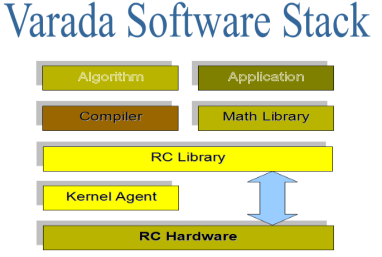 Varada Software Stack
Algorithm Application
Compiler Math Library
RC Library
Kernel Agent
RC Hardware